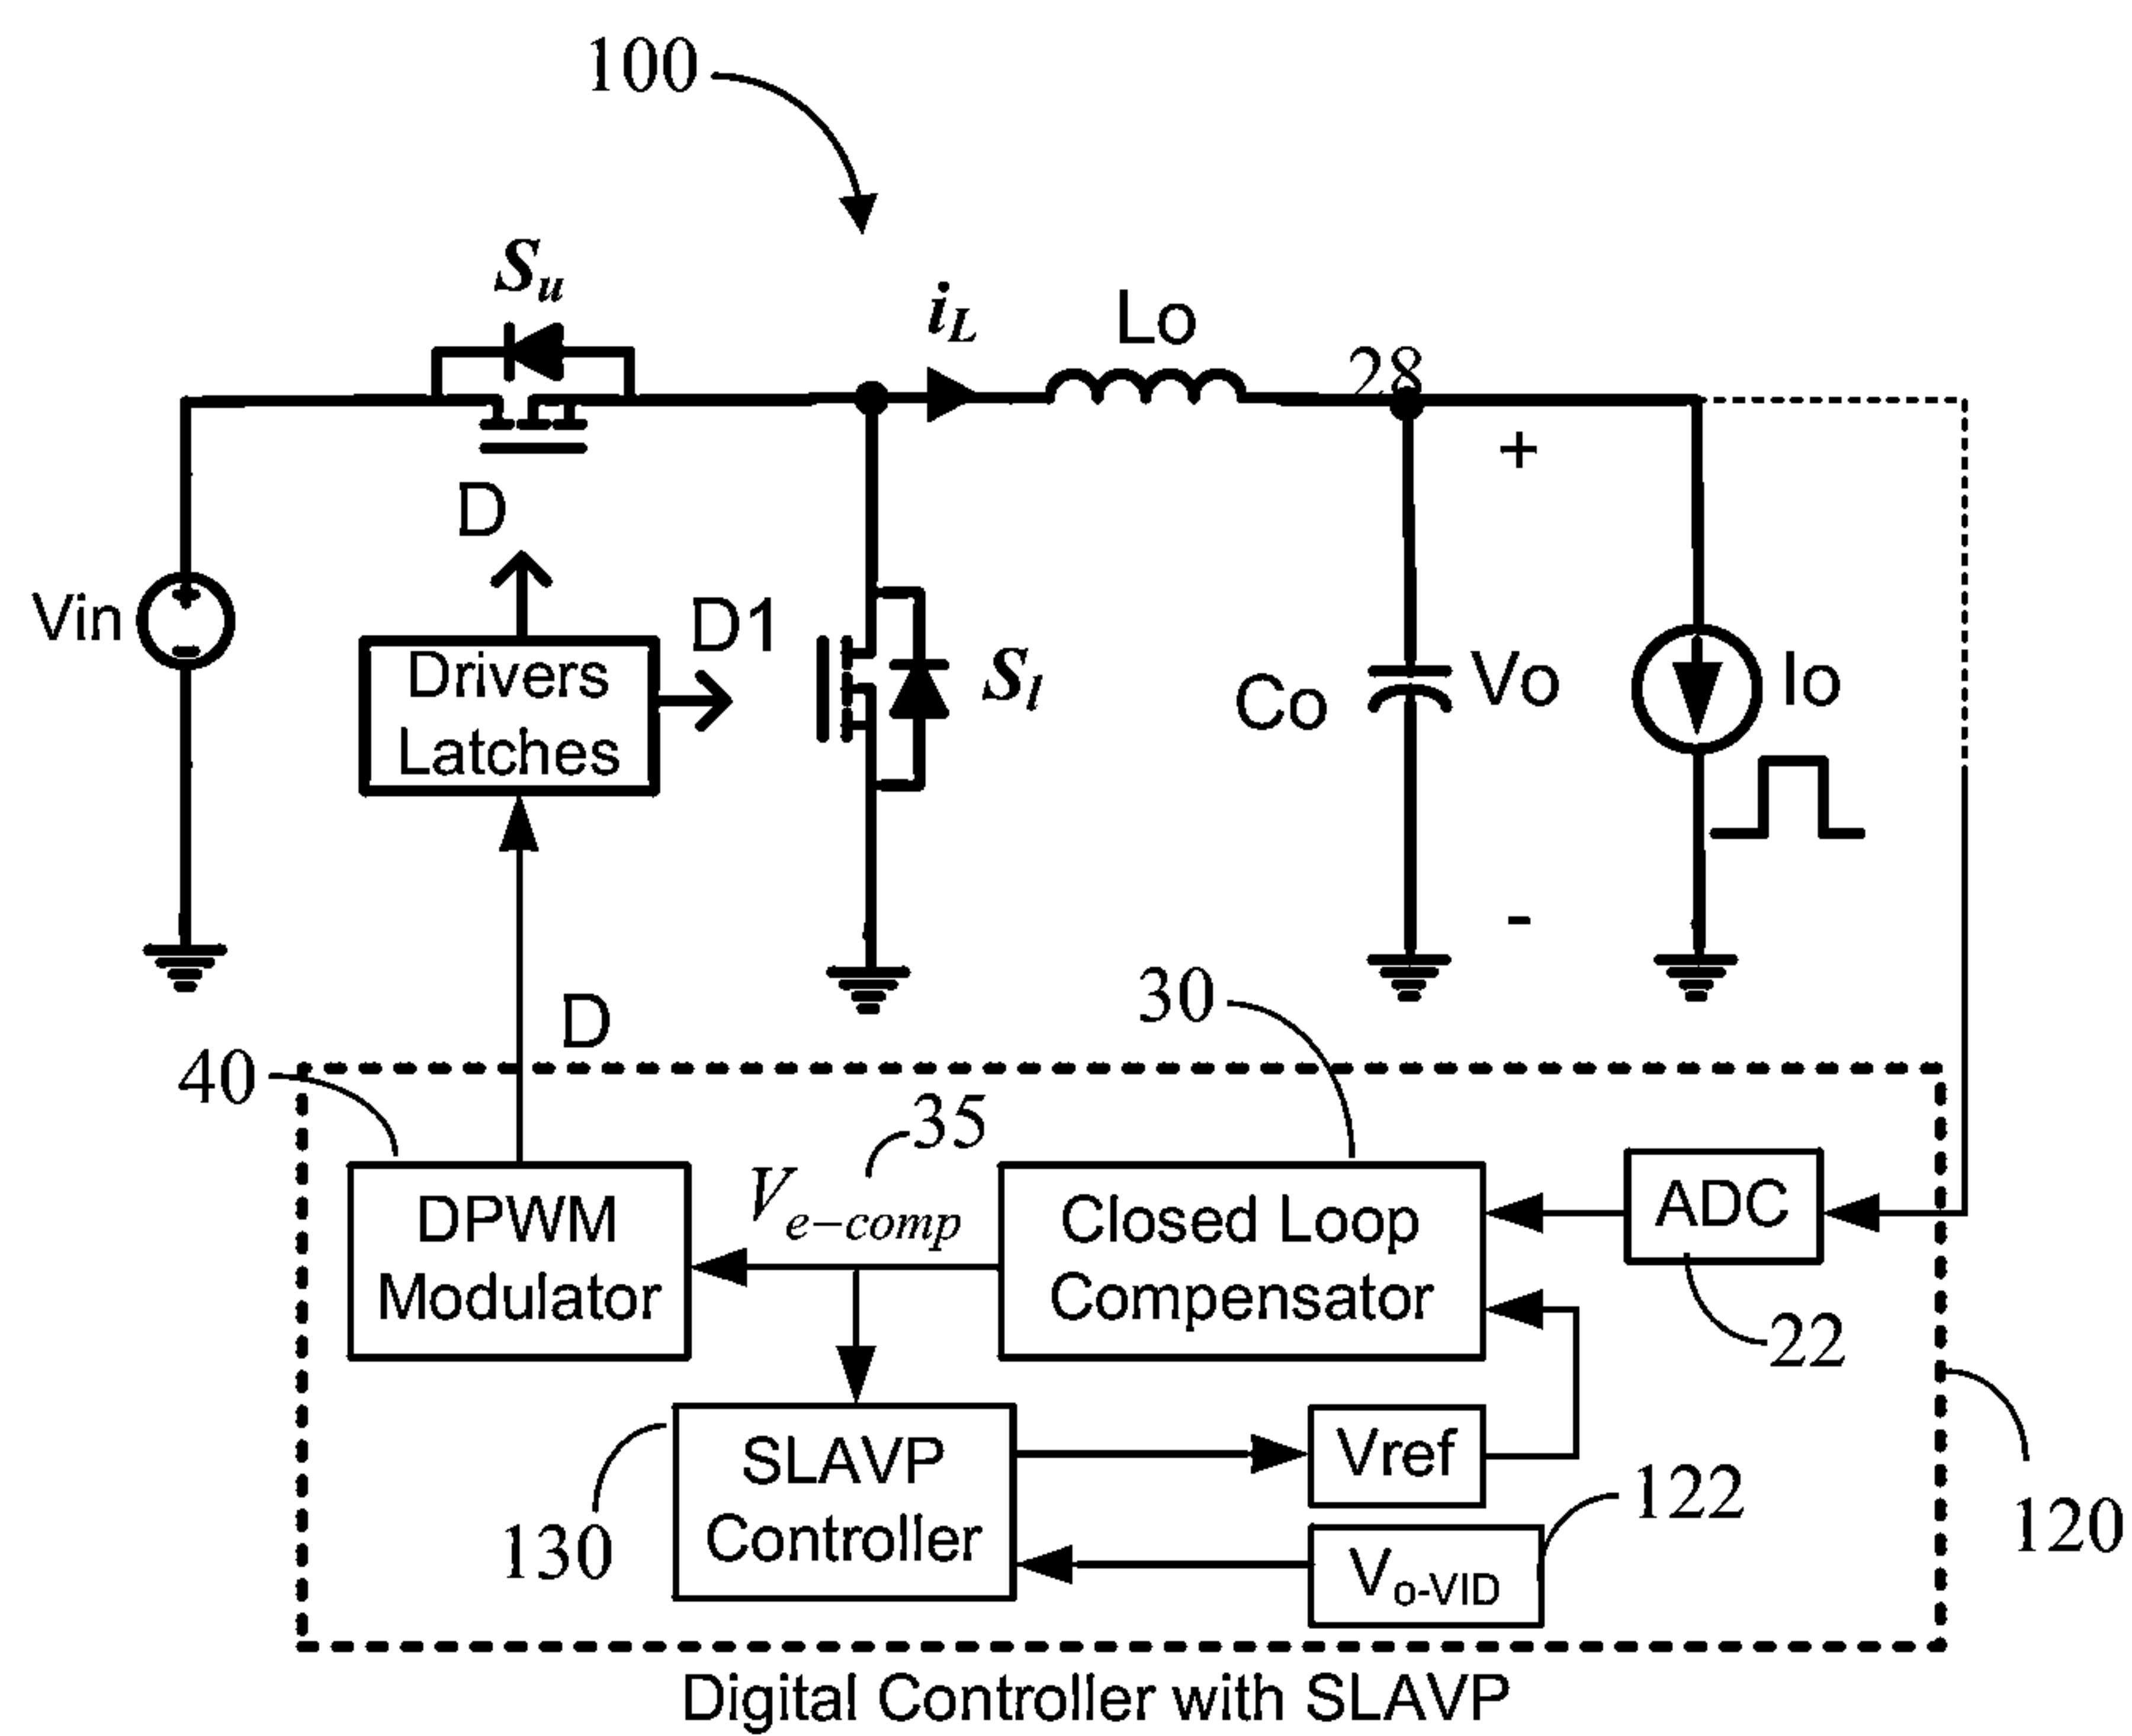 100
Su
iL
Lo
28
+
D
Vin
D1
Drivers
Latches
Sl
Co
Vo
Io
-
30
D
40
35
Ve-comp
DPWM
Modulator
Closed Loop
Compensator
ADC
22
SLAVP
Controller
Vref
122
130
Vo-VID
120
Digital Controller with SLAVP